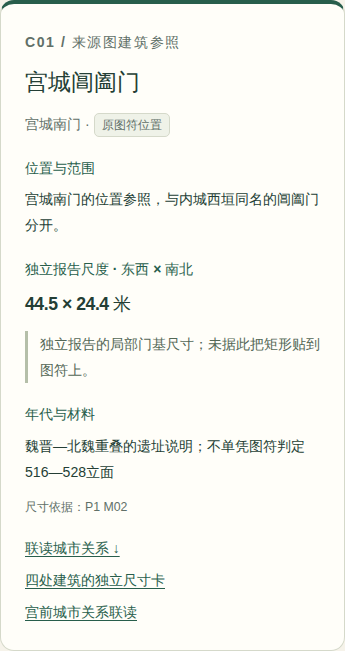 C01 / 来源图建筑参照
宫城阊阖门
宫城南门 · 原图符位置
位置与范围
宫城南门的位置参照，与内城西垣同名的阊阖门
分开。
独立报告尺度 · 东西 × 南北
44.5 × 24.4 米
独立报告的局部门基尺寸；未据此把矩形贴到
图符上。
年代与材料
魏晋—北魏重叠的遗址说明；不单凭图符判定
516—528立面
尺寸依据：P1 M02
联读城市关系 ↓
四处建筑的独立尺寸卡
宫前城市关系联读